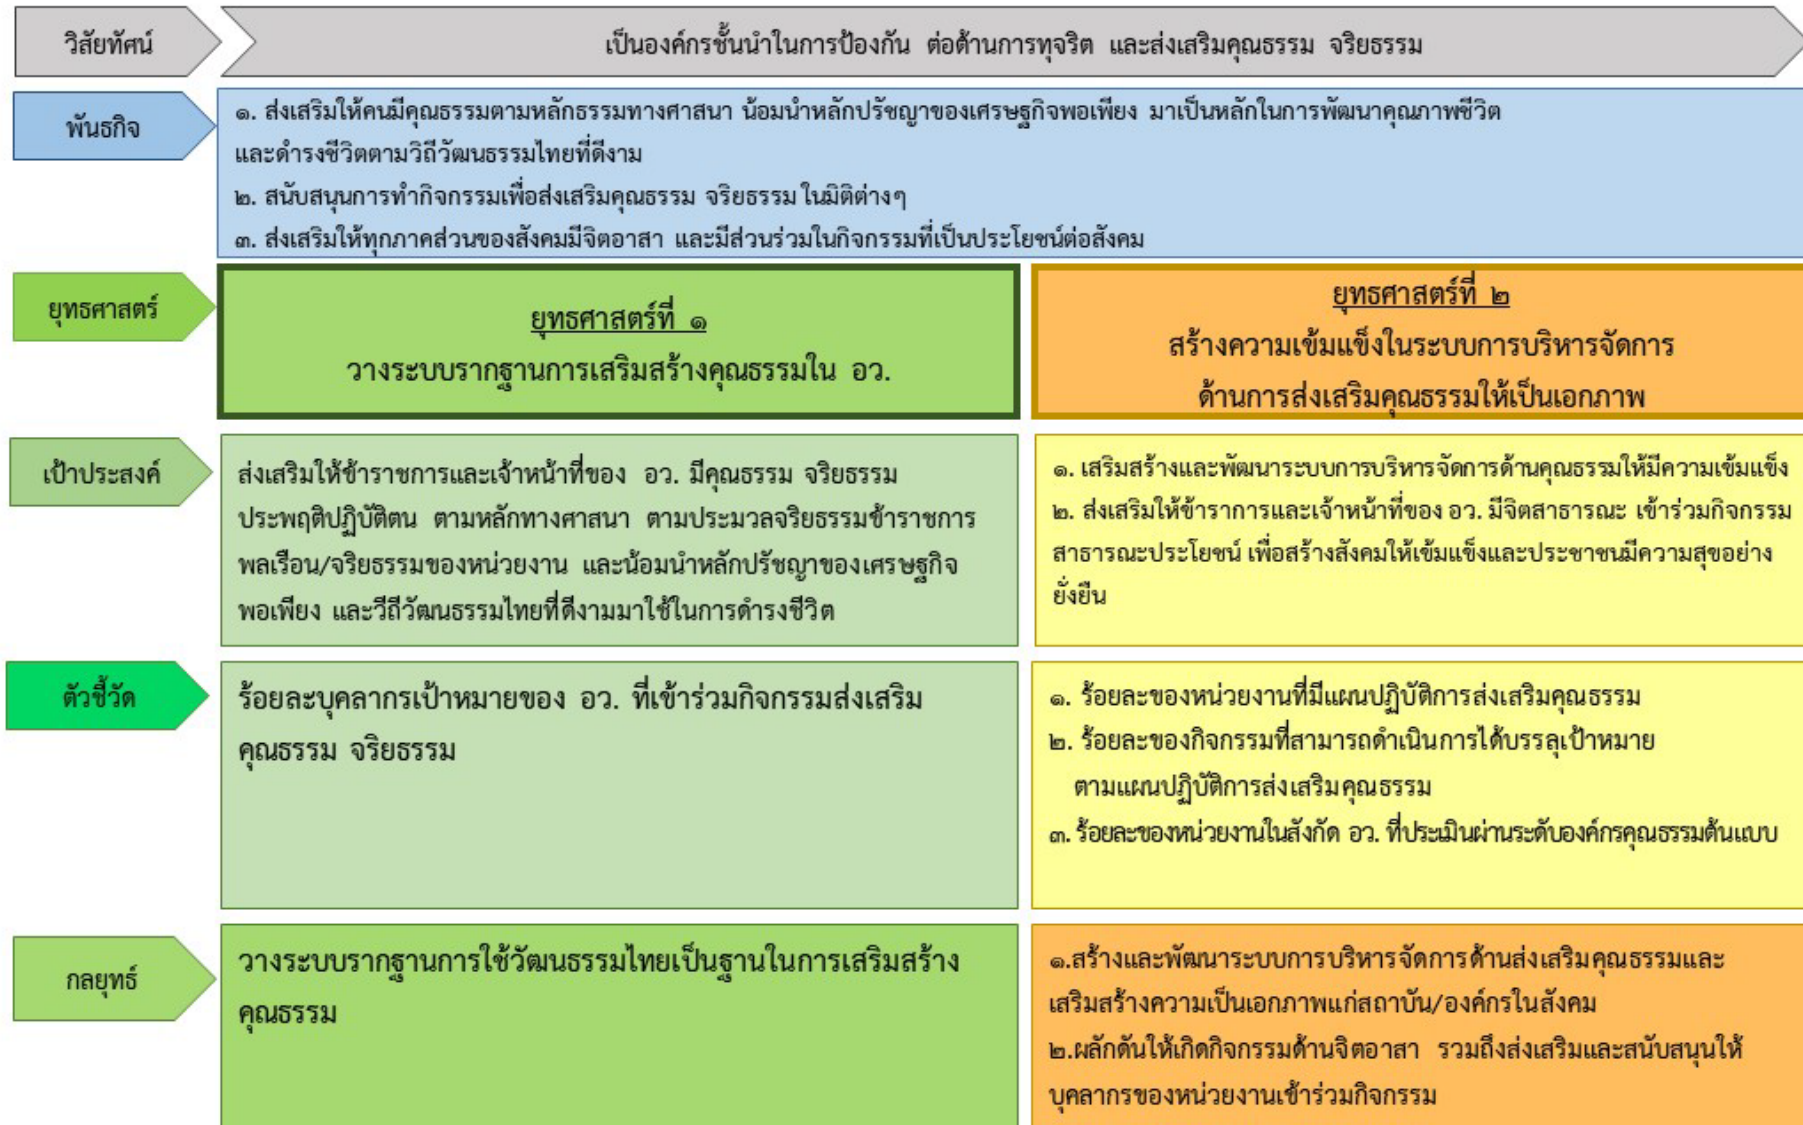 วิสัยทัศน์
เป็นองค์กรชั้นนำในการป้องกัน ต่อต้านการทุจริต และส่งเสริมคุณธรรม จริยธรรม
พันธกิจ
๑. ส่งเสริมให้คนมีคุณธรรมตามหลักธรรมทางศาสนา น้อมนำหลักปรัชญาของเศรษฐกิจพอเพียง มาเป็นหลักในการพัฒนาคุณภาพชีวิต
และดำรงชีวิตตามวิถีวัฒนธรรมไทยที่ดีงาม
๒. สนับสนุนการทำกิจกรรมเพื่อส่งเสริมคุณธรรม จริยธรรม ในมิติต่างๆ
๓. ส่งเสริมให้ทุกภาคส่วนของสังคมมีจิตอาสา และมีส่วนร่วมในกิจกรรมที่เป็นประโยชน์ต่อสังคม
ยุทธศาสตร์
ยุทธศาสตร์ที่ ๑
วางระบบรากฐานการเสริมสร้างคุณธรรมใน อว.
ยุทธศาสตร์ที่ ๒
สร้างความเข้มแข็งในระบบการบริหารจัดการ
ด้านการส่งเสริมคุณธรรมให้เป็นเอกภาพ
เป้าประสงค์
ส่งเสริมให้ข้าราชการและเจ้าหน้าที่ของ อว. มีคุณธรรม จริยธรรม
ประพฤติปฏิบัติตน ตามหลักทางศาสนา ตามประมวลจริยธรรมข้าราชการ
พลเรือน/จริยธรรมของหน่วยงาน และน้อมนำหลักปรัชญาของเศรษฐกิจ
พอเพียง และวีถีวัฒนธรรมไทยที่ดีงามมาใช้ในการดำรงชีวิต
๑. เสริมสร้างและพัฒนาระบบการบริหารจัดการด้านคุณธรรมให้มีความเข้มแข็ง
๒. ส่งเสริมให้ข้าราการและเจ้าหน้าที่ของ อว. มีจิตสาธารณะ เข้าร่วมกิจกรรม
สาธารณะประโยชน์ เพื่อสร้างสังคมให้เข้มแข็งและประชาชนมีความสุขอย่าง
ยั่งยืน
ตัวชี้วัด
ร้อยละบุคลากรเป้าหมายของ อว. ที่เข้าร่วมกิจกรรมส่งเสริม
คุณธรรม จริยธรรม
๑. ร้อยละของหน่วยงานที่มีแผนปฏิบัติการส่งเสริมคุณธรรม
๒. ร้อยละของกิจกรรมที่สามารถดำเนินการได้บรรลุเป้าหมาย
ตามแผนปฏิบัติการส่งเสริมคุณธรรม
๓. ร้อยละของหน่วยงานในสังกัด อว. ที่ประเมินผ่านระดับองค์กรคุณธรรมต้นแบบ
กลยุทธ์
วางระบบรากฐานการใช้วัฒนธรรมไทยเป็นฐานในการเสริมสร้าง
คุณธรรม
๑.สร้างและพัฒนาระบบการบริหารจัดการด้านส่งเสริมคุณธรรมและ
เสริมสร้างความเป็นเอกภาพแก่สถาบัน/องค์กรในสังคม
๒.ผลักดันให้เกิดกิจกรรมด้านจิตอาสา รวมถึงส่งเสริมและสนับสนุนให้
บุคลากรของหน่วยงานเข้าร่วมกิจกรรม